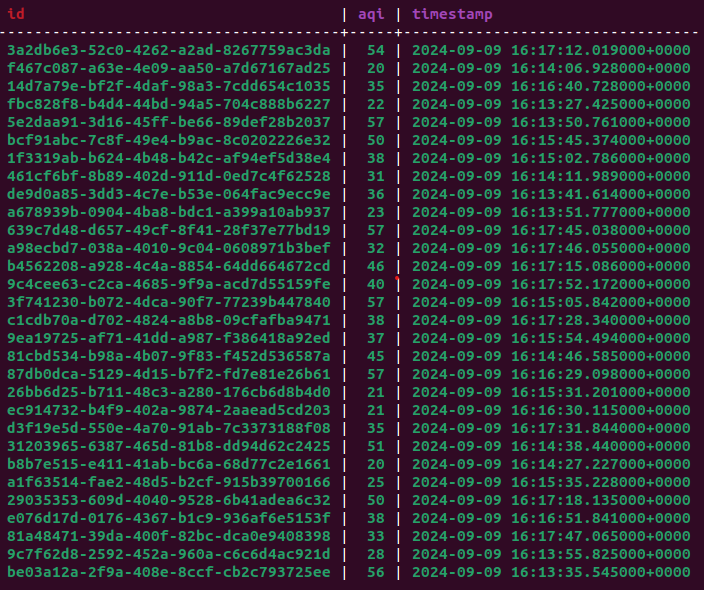 id | aqi | timestamp
--------------------------------------+-----+---------------------------------
3a2db6e3-52c0-4262-a2ad-8267759ac3da | 54 | 2024-09-09 16:17:12.019000+0000
f467c087-a63e-4e09-aa50-a7d67167ad25 | 20 | 2024-09-09 16:14:06.928000+0000
14d7a79e-bf2f-4daf-98a3-7cdd654c1035 | 35 | 2024-09-09 16:16:40.728000+0000
fbc828f8-b4d4-44bd-94a5-704c888b6227 | 22 | 2024-09-09 16:13:27.425000+0000
5e2daa91-3d16-45ff-be66-89def28b2037 | 57 | 2024-09-09 16:13:50.761000+0000
bcf91abc-7c8f-49e4-b9ac-8c0202226e32 | 50 | 2024-09-09 16:15:45.374000+0000
1f3319ab-b624-4b48-b42c-af94ef5d38e4 | 38 | 2024-09-09 16:15:02.786000+0000
461cf6bf-8b89-402d-911d-0ed7c4f62528 | 31 | 2024-09-09 16:14:11.989000+0000
de9d0a85-3dd3-4c7e-b53e-064fac9ecc9e | 36 | 2024-09-09 16:13:41.614000+0000
a678939b-0904-4ba8-bdc1-a399a10ab937 | 23 | 2024-09-09 16:13:51.777000+0000
639c7d48-d657-49cf-8f41-28f37e77bd19 | 57 | 2024-09-09 16:17:45.038000+0000
a98ecbd7-038a-4010-9c04-0608971b3bef | 32 | 2024-09-09 16:17:46.055000+0000
b4562208-a928-4c4a-8854-64dd664672cd | 46 | 2024-09-09 16:17:15.086000+0000
9c4cee63-c2ca-4685-9f9a-acd7d55159fe | 40 | 2024-09-09 16:17:52.172000+0000
3f741230-b072-4dca-90f7-77239b447840 | 57 | 2024-09-09 16:15:05.842000+0000
c1cdb70a-d702-4824-a8b8-09cfafba9471 | 38 | 2024-09-09 16:17:28.340000+0000
9ea19725-af71-41dd-a987-f386418a92ed | 37 | 2024-09-09 16:15:54.494000+0000
81cbd534-b98a-4b07-9f83-f452d536587a | 45 | 2024-09-09 16:14:46.585000+0000
87db0dca-5129-4d15-b7f2-fd7e81e26b61 | 57 | 2024-09-09 16:16:29.098000+0000
26bb6d25-b711-48c3-a280-176cb6d8b4d0 | 21 | 2024-09-09 16:15:31.201000+0000
ec914732-b4f9-402a-9874-2aaead5cd203 | 21 | 2024-09-09 16:16:30.115000+0000
d3f19e5d-550e-4a70-91ab-7c3373188f08 | 35 | 2024-09-09 16:17:31.844000+0000
31203965-6387-465d-81b8-dd94d62c2425 | 51 | 2024-09-09 16:14:38.440000+0000
b8b7e515-e411-41ab-bc6a-68d77c2e1661 | 20 | 2024-09-09 16:14:27.227000+0000
a1f63514-fae2-48d5-b2cf-915b39700166 | 25 | 2024-09-09 16:15:35.228000+0000
29035353-609d-4040-9528-6b41adea6c32 | 50 | 2024-09-09 16:17:18.135000+0000
e076d17d-0176-4367-b1c9-936af6e5153f | 38 | 2024-09-09 16:16:51.841000+0000
81a48471-39da-400f-82bc-dca0e9408398 | 33 | 2024-09-09 16:17:47.065000+0000
9c7f62d8-2592-452a-960a-c6c6d4ac921d | 28 | 2024-09-09 16:13:55.825000+0000
be03a12a-2f9a-408e-8ccf-cb2c793725ee | 56 | 2024-09-09 16:13:35.545000+0000